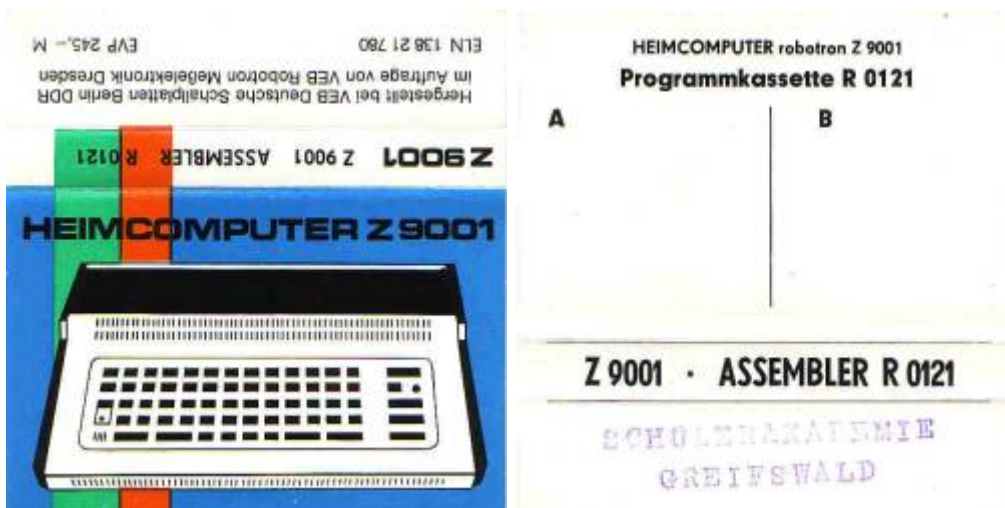 ELN 138 21 780 EVP 245,– M
Hergestellt bei VEB Deutsche Schallplatten Berlin DDR
im Auftrage von VEB Robotron Meßelektronik Dresden
Z 9001 Z 9001 ASSEMBLER R 0121
HEIMCOMPUTER Z 9001
HEIMCOMPUTER robotron Z 9001
Programmkassette R 0121
A B
Z 9001 · ASSEMBLER R 0121
SCHÜLERAKADEMIE
GREIFSWALD